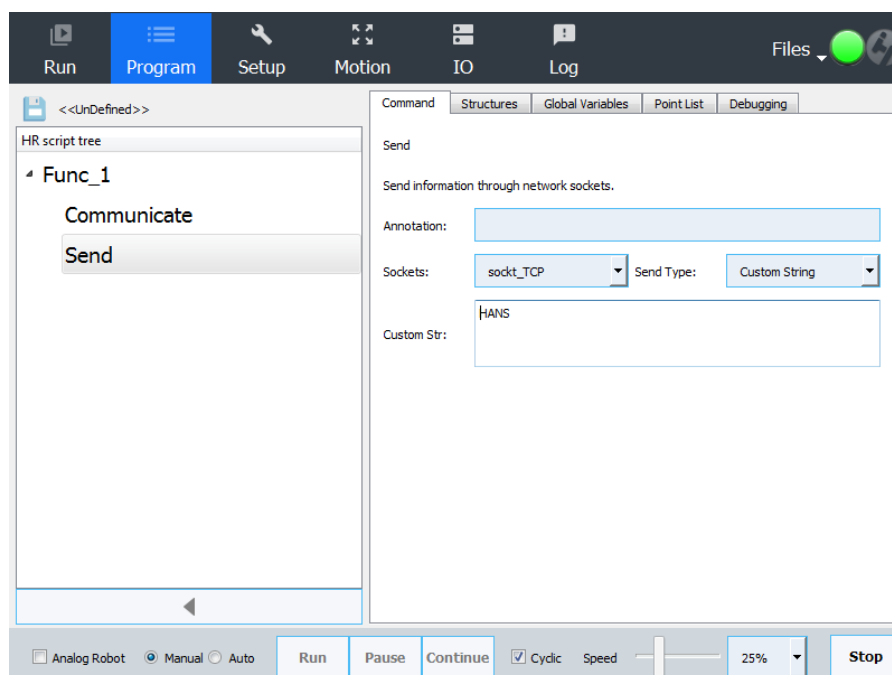 Run Program Setup Motion IO Log Files
<<UnDefined>>
HR script tree
Func_1
Communicate
Send
Command Structures Global Variables Point List Debugging
Send
Send information through network sockets.
Annotation:
Sockets: sockt_TCP Send Type: Custom String
Custom Str: HANS
Analog Robot Manual Auto Run Pause Continue Cyclic Speed 25% Stop